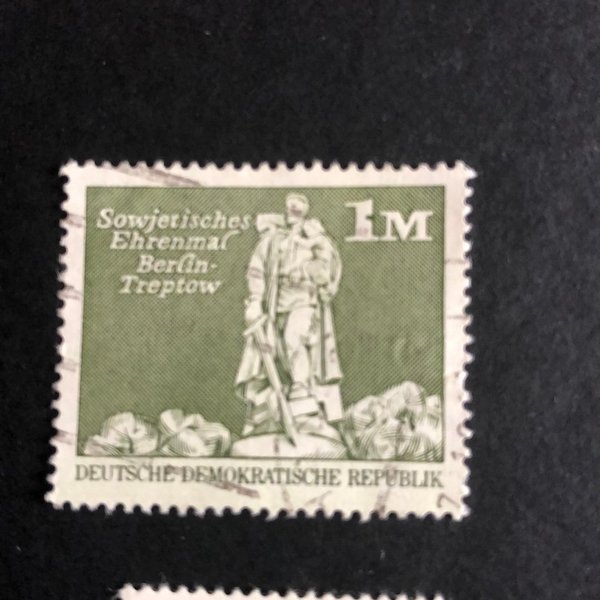 Sowjetisches
Ehrenmal
Berlin-
Treptow
1M
DEUTSCHE DEMOKRATISCHE REPUBLIK